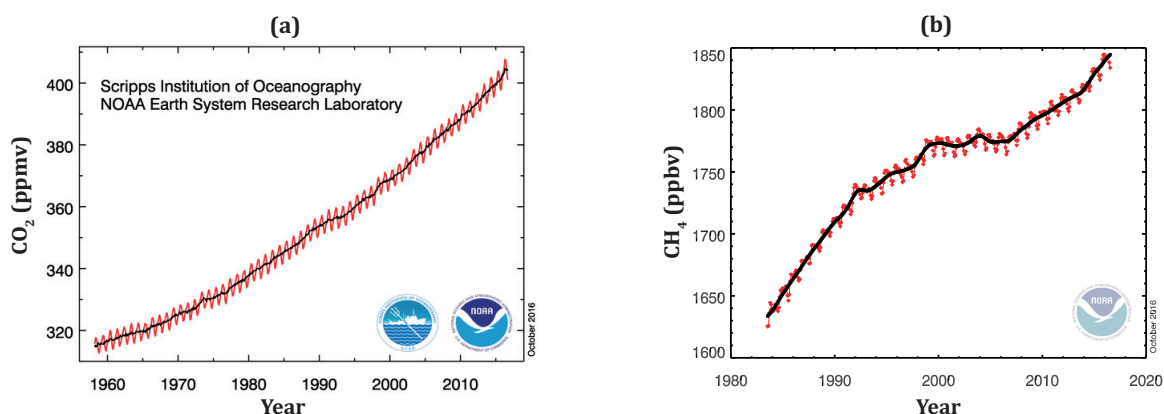 (a)
Scripps Institution of Oceanography
NOAA Earth System Research Laboratory
CO₂ (ppmv)
400
380
360
340
320
1960
1970
1980
1990
2000
2010
Year
NOAA
October 2016
(b)
CH₄ (ppbv)
1850
1800
1750
1700
1650
1600
1980
1990
2000
2010
2020
Year
NOAA
October 2016